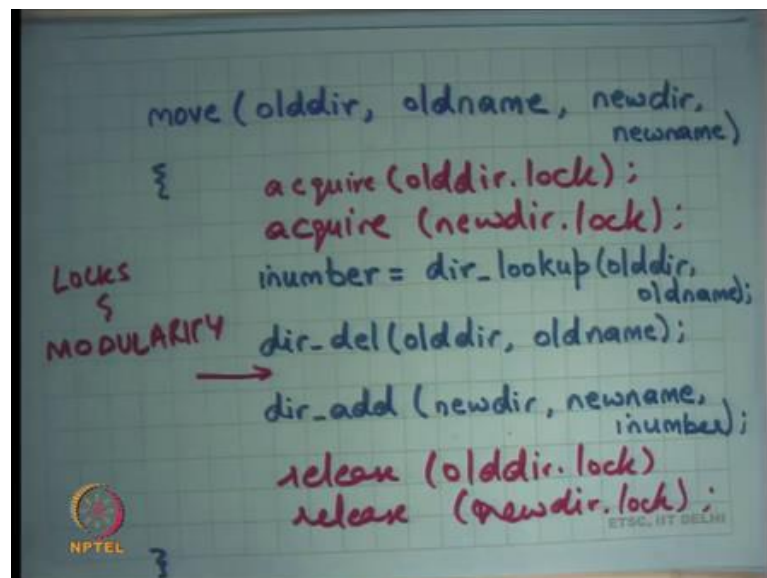 move (olddir, oldname, newdir,
newname)
{ acquire (olddir.lock);
acquire (newdir.lock);
inumber = dir_lookup (olddir,
oldname);
LOCKS
&
MODULARITY
dir_del (olddir, oldname);
dir_add (newdir, newname,
inumber);
release (olddir.lock)
release (newdir.lock);
}
NPTEL
ETSC, IIT DELHI